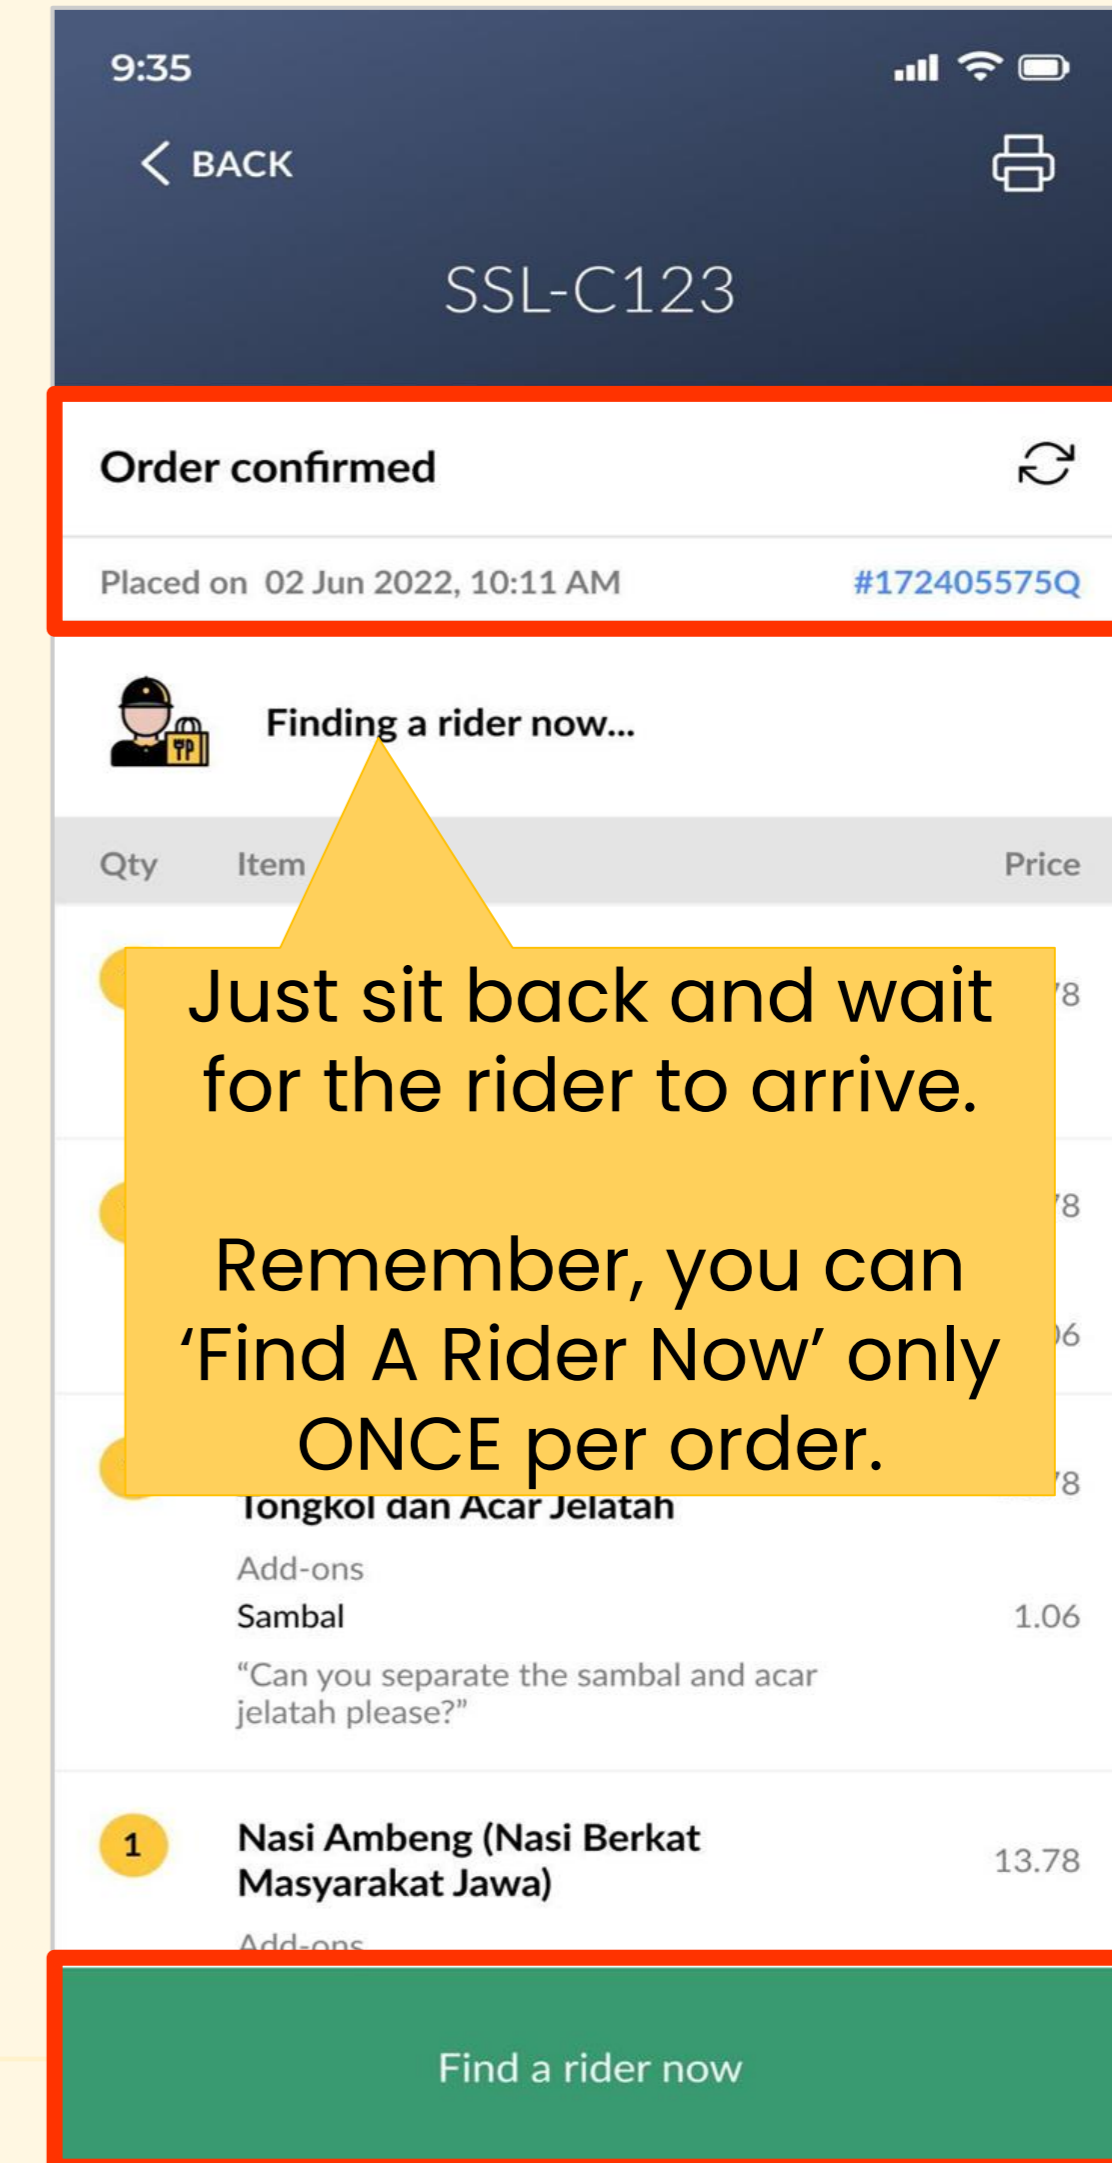 9:35
BACK
SSL-C123
Order confirmed
Placed on 02 Jun 2022, 10:11 AM #172405575Q
Finding a rider now...
Qty Item Price
Just sit back and wait
for the rider to arrive.
Remember, you can
‘Find A Rider Now’ only
ONCE per order.
Tongkol dan Acar Jelatah
Add-ons
Sambal 1.06
“Can you separate the sambal and acar
jelatah please?”
1 Nasi Ambeng (Nasi Berkat
Masyarakat Jawa) 13.78
Add-ons
Find a rider now